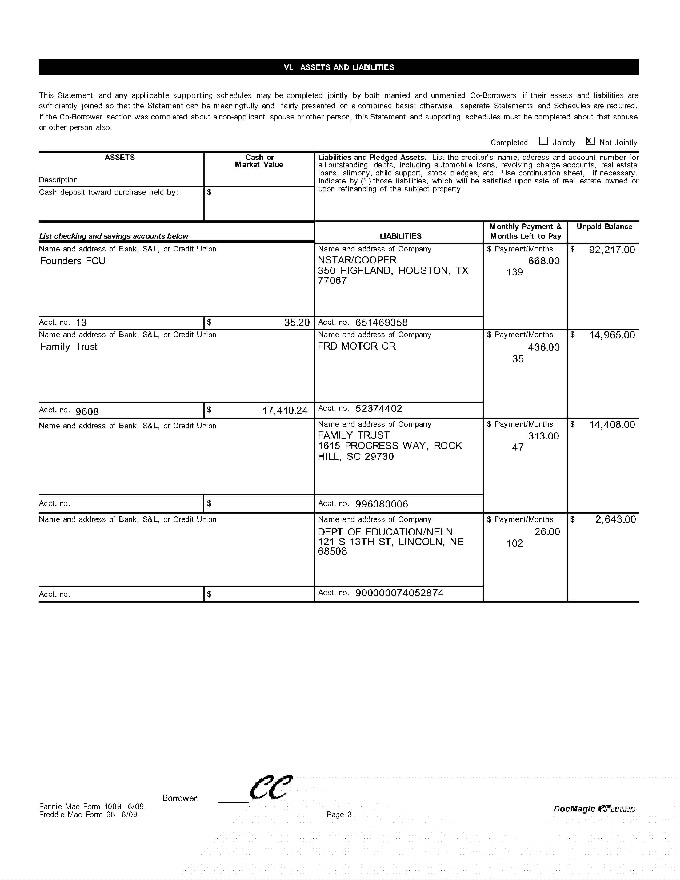 VI. ASSETS AND LIABILITIES
This Statement and any applicable supporting schedules may be completed jointly by both married and unmarried Co-Borrowers if their assets and liabilities are
sufficiently joined so that the Statement can be meaningfully and fairly presented on a combined basis; otherwise, separate Statements and Schedules are required.
If the Co-Borrower section was completed about a non-applicant spouse or other person, this Statement and supporting schedules must be completed about that spouse
or other person also.
Completed Jointly X Not Jointly
ASSETS
Cash or
Market Value
Description
Cash deposit toward purchase held by: $
Liabilities and Pledged Assets. List the creditor's name, address and account number for
all outstanding debts, including automobile loans, revolving charge accounts, real estate
loans, alimony, child support, stock pledges, etc. Use continuation sheet, if necessary.
Indicate by (*) those liabilities, which will be satisfied upon sale of real estate owned or
upon refinancing of the subject property.
List checking and savings accounts below
LIABILITIES
Monthly Payment &
Months Left to Pay
Unpaid Balance
Name and address of Bank, S&L, or Credit Union
Founders FCU
Acct. no. 13 $ 35.20
Name and address of Company
NSTAR/COOPER
350 HIGHLAND, HOUSTON, TX
77067
Acct. no. 651469358
$ Payment/Months
668.00
139
$ 92,217.00
Name and address of Bank, S&L, or Credit Union
Family Trust
Acct. no. 9608 $ 17,410.24
Name and address of Company
FRD MOTOR CR
Acct. no. 52374402
$ Payment/Months
436.00
35
$ 14,965.00
Name and address of Bank, S&L, or Credit Union
Acct. no. $
Name and address of Company
FAMILY TRUST
1615 PROGRESS WAY, ROCK
HILL, SC 29730
Acct. no. 996080006
$ Payment/Months
313.00
47
$ 14,408.00
Name and address of Bank, S&L, or Credit Union
Acct. no. $
Name and address of Company
DEPT OF EDUCATION/NELN
121 S 13TH ST, LINCOLN, NE
68508
Acct. no. 900000074052874
$ Payment/Months
26.00
102
$ 2,643.00
Borrower CC
Fannie Mae Form 1003 6/09
Freddie Mac Form 65 6/09
Page 3
DocMagic